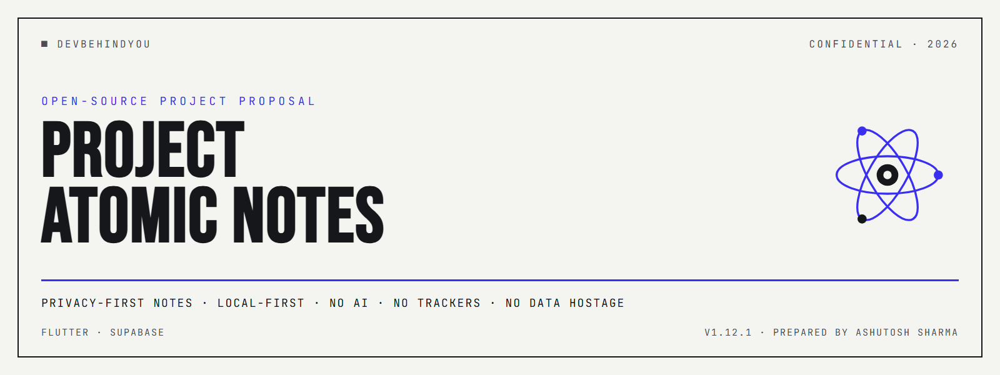 ■ DEVBEHINDYOU
CONFIDENTIAL · 2026
OPEN-SOURCE PROJECT PROPOSAL
PROJECT
ATOMIC NOTES
PRIVACY-FIRST NOTES · LOCAL-FIRST · NO AI · NO TRACKERS · NO DATA HOSTAGE
FLUTTER · SUPABASE
V1.12.1 · PREPARED BY ASHUTOSH SHARMA